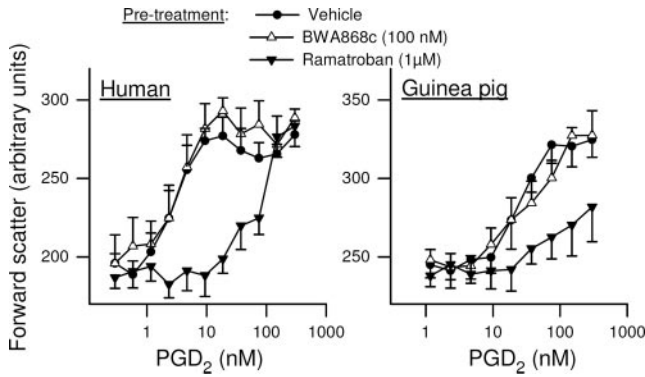 Pre-treatment:
Vehicle
BWA868c (100 nM)
Ramatroban (1µM)
Forward scatter (arbitrary units)
Human
300
250
200
1 10 100 1000
PGD₂ (nM)
Guinea pig
350
300
250
1 10 100 1000
PGD₂ (nM)